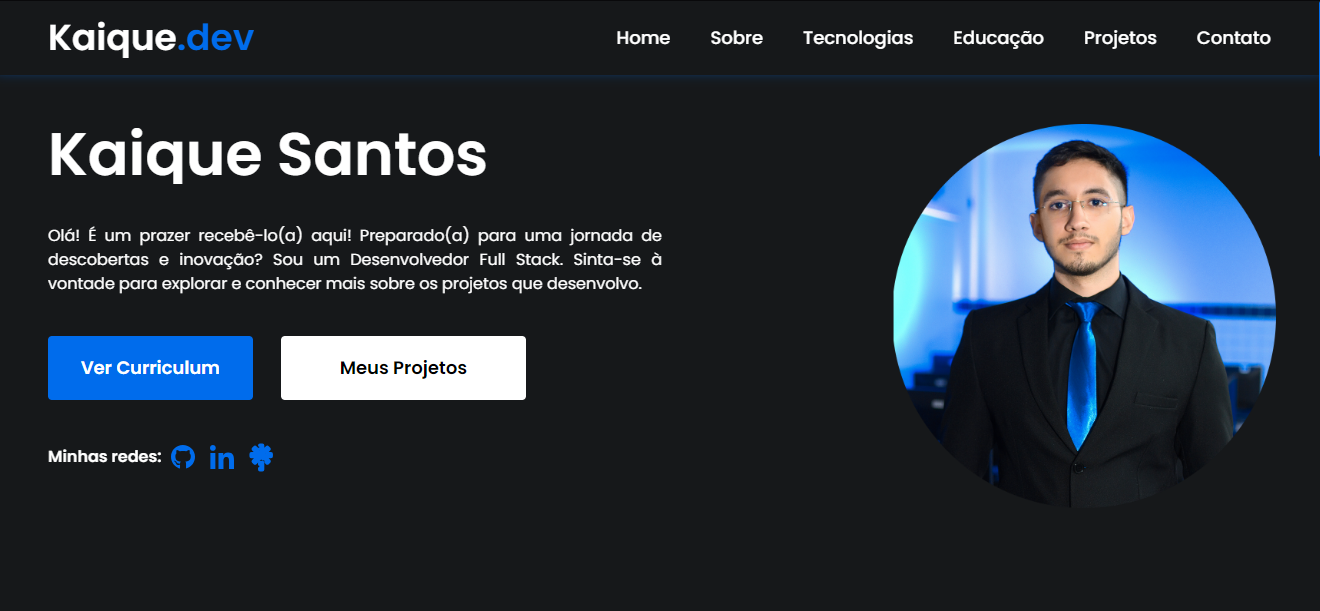 Kaique.dev
Home Sobre Tecnologias Educação Projetos Contato
Kaique Santos
Olá! É um prazer recebê-lo(a) aqui! Preparado(a) para uma jornada de
descobertas e inovação? Sou um Desenvolvedor Full Stack. Sinta-se à
vontade para explorar e conhecer mais sobre os projetos que desenvolvo.
Ver Curriculum Meus Projetos
Minhas redes: in